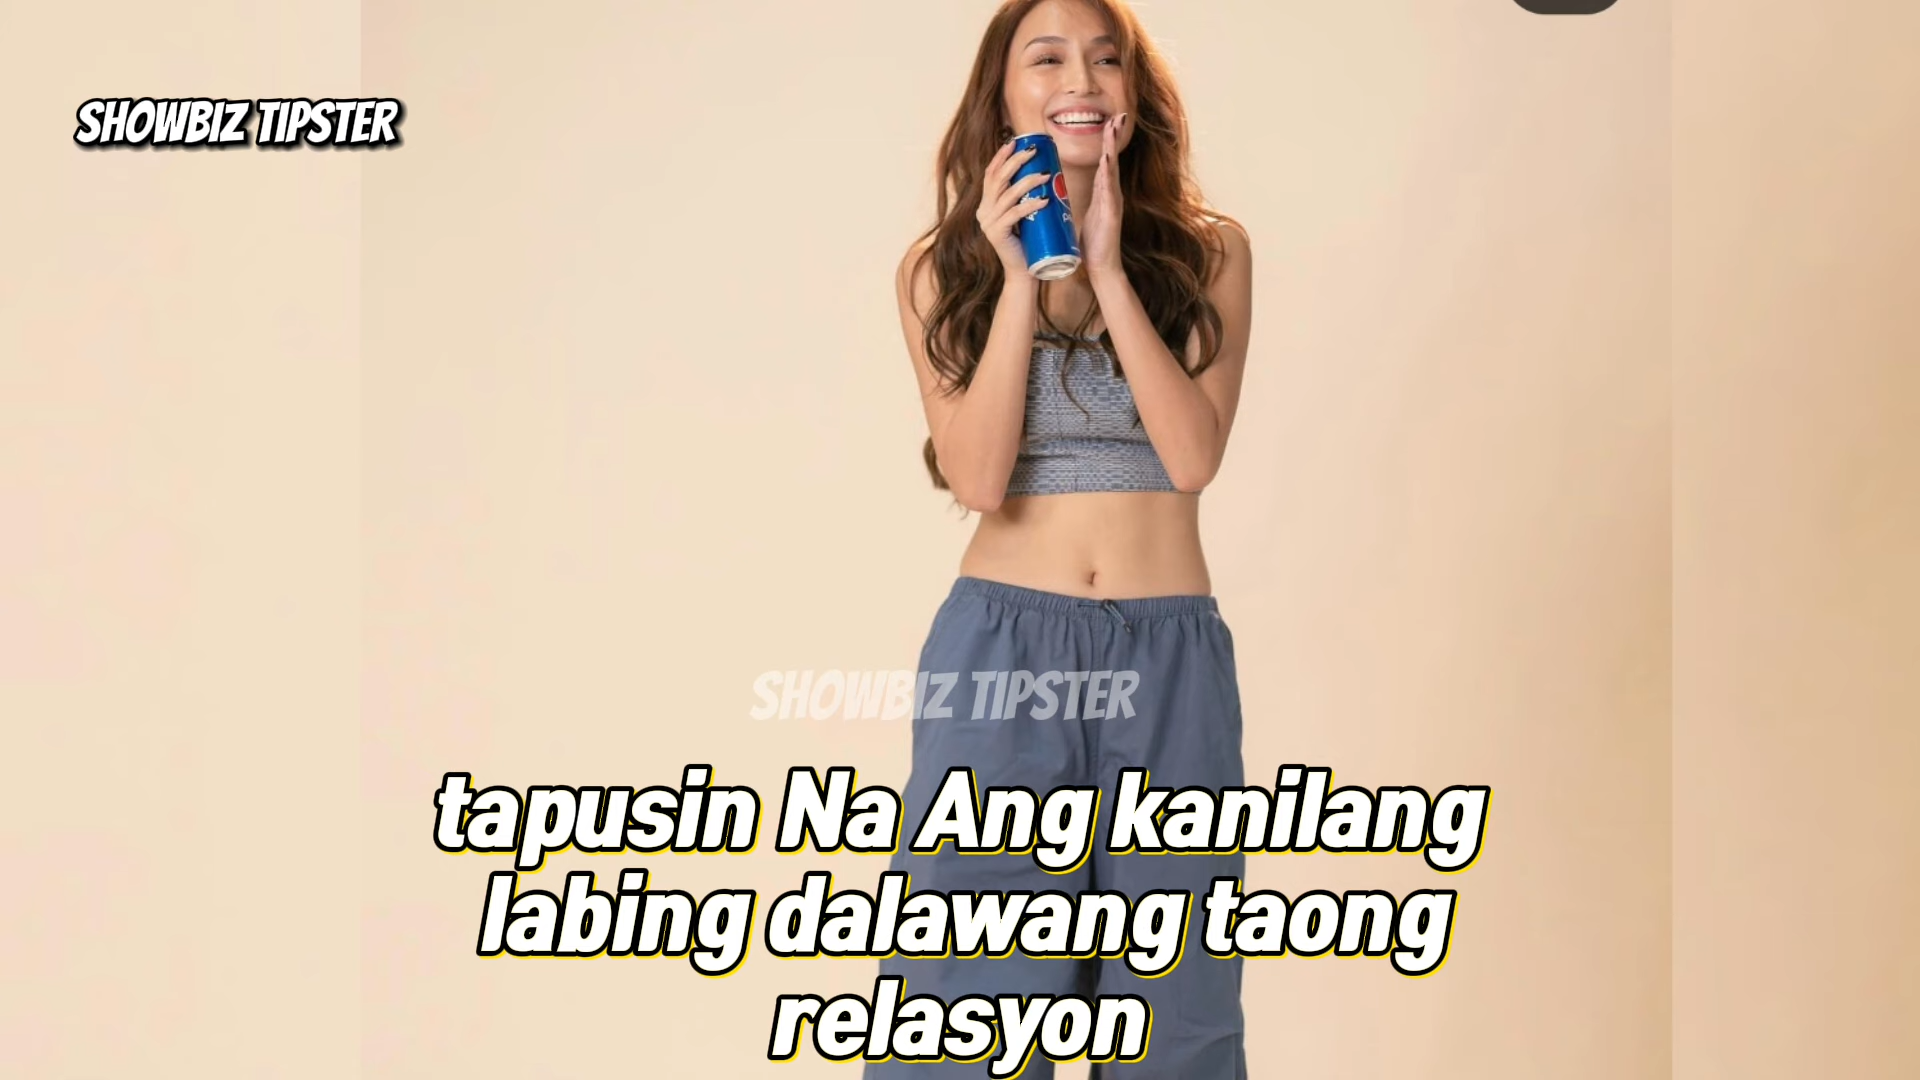 SHOWBIZ TIPSTER
SHOWBIZ TIPSTER
tapusin Na Ang kanilang
labing dalawang taong
relasyon